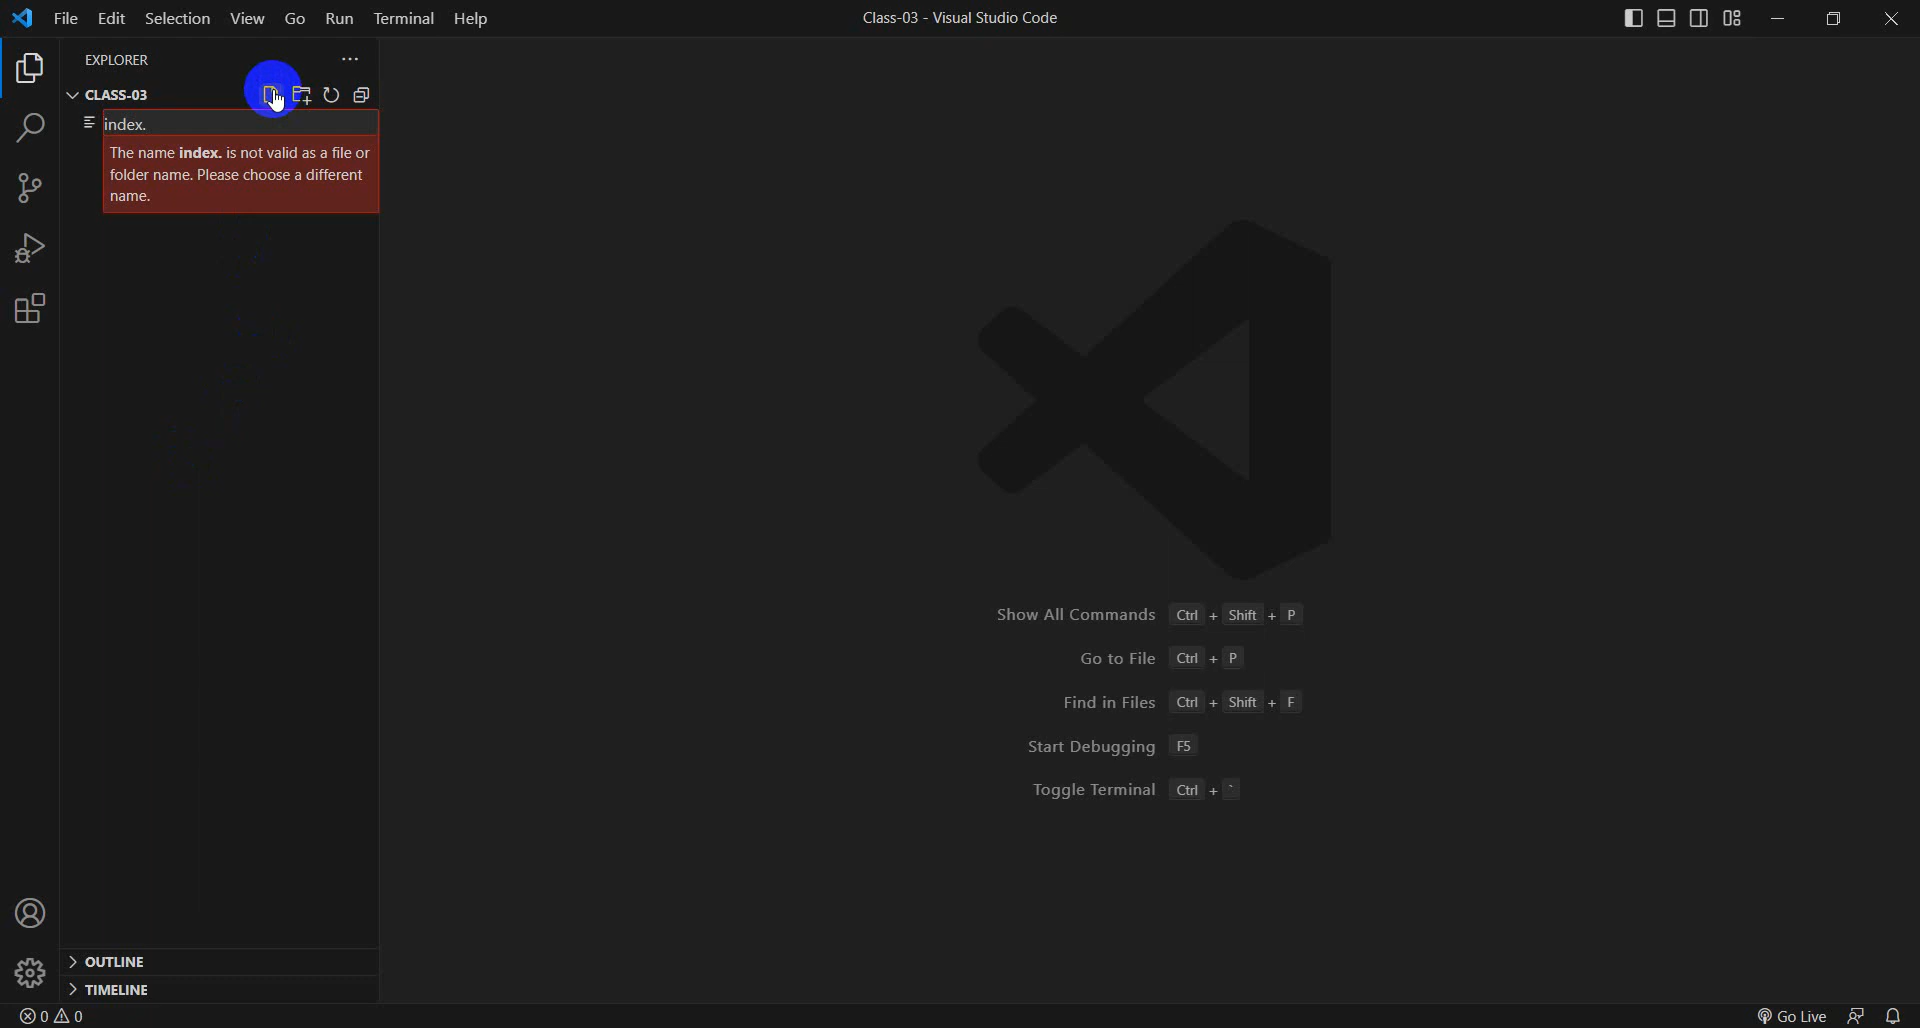 File Edit Selection View Go Run Terminal Help
Class-03 - Visual Studio Code
EXPLORER
CLASS-03
index.
The name index. is not valid as a file or
folder name. Please choose a different
name.
Show All Commands Ctrl + Shift + P
Go to File Ctrl + P
Find in Files Ctrl + Shift + F
Start Debugging F5
Toggle Terminal Ctrl + `
OUTLINE
TIMELINE
0 0
Go Live